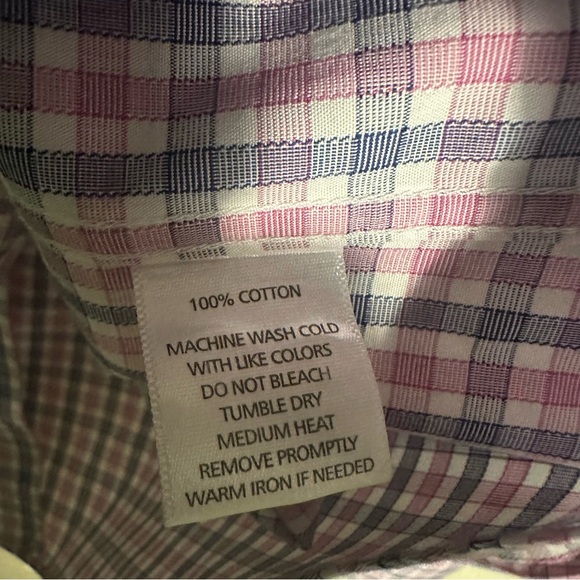 100% COTTON
MACHINE WASH COLD
WITH LIKE COLORS
DO NOT BLEACH
TUMBLE DRY
MEDIUM HEAT
REMOVE PROMPTLY
WARM IRON IF NEEDED